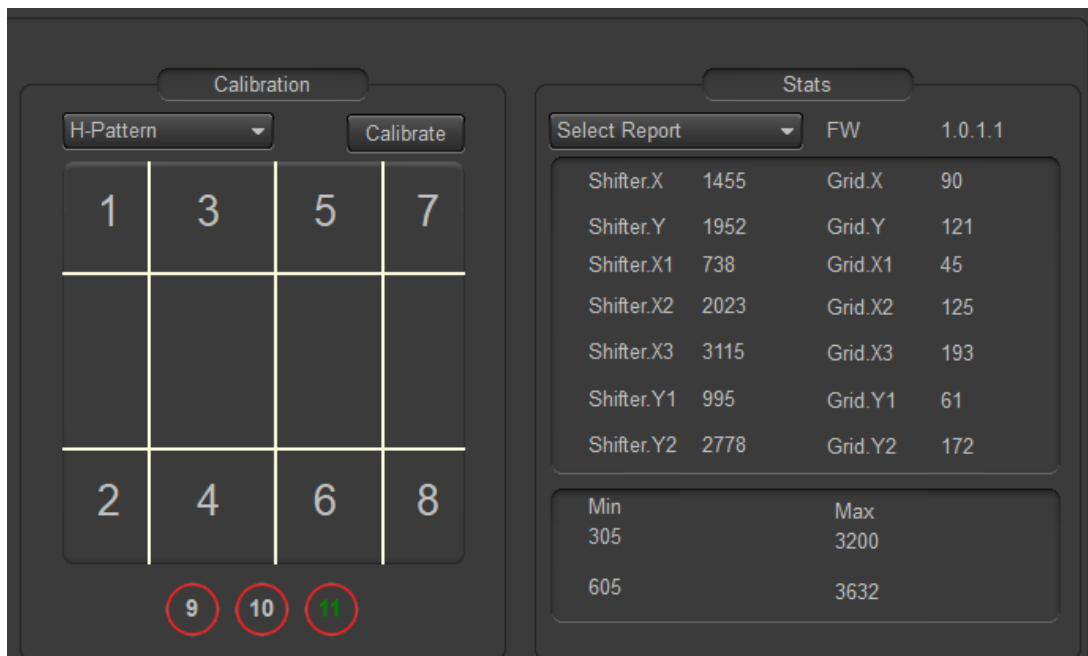 Calibration
H-Pattern
Calibrate
1 3 5 7
2 4 6 8
9 10 11
Stats
Select Report FW 1.0.1.1
Shifter.X 1455 Grid.X 90
Shifter.Y 1952 Grid.Y 121
Shifter.X1 738 Grid.X1 45
Shifter.X2 2023 Grid.X2 125
Shifter.X3 3115 Grid.X3 193
Shifter.Y1 995 Grid.Y1 61
Shifter.Y2 2778 Grid.Y2 172
Min Max
305 3200
605 3632